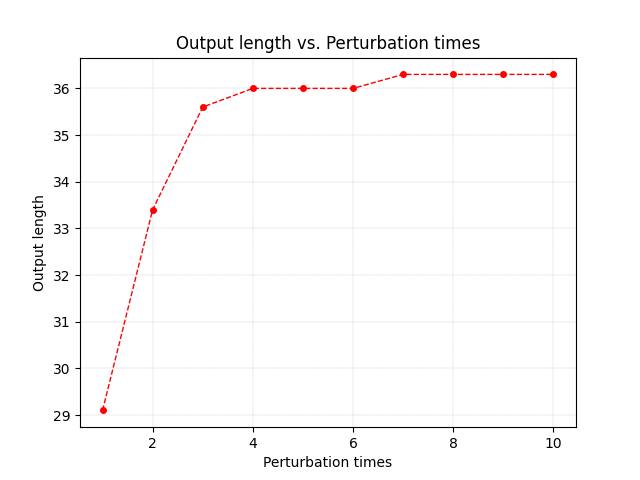 Output length vs. Perturbation times
36
35
34
33
32
31
30
29
Output length
2 4 6 8 10
Perturbation times